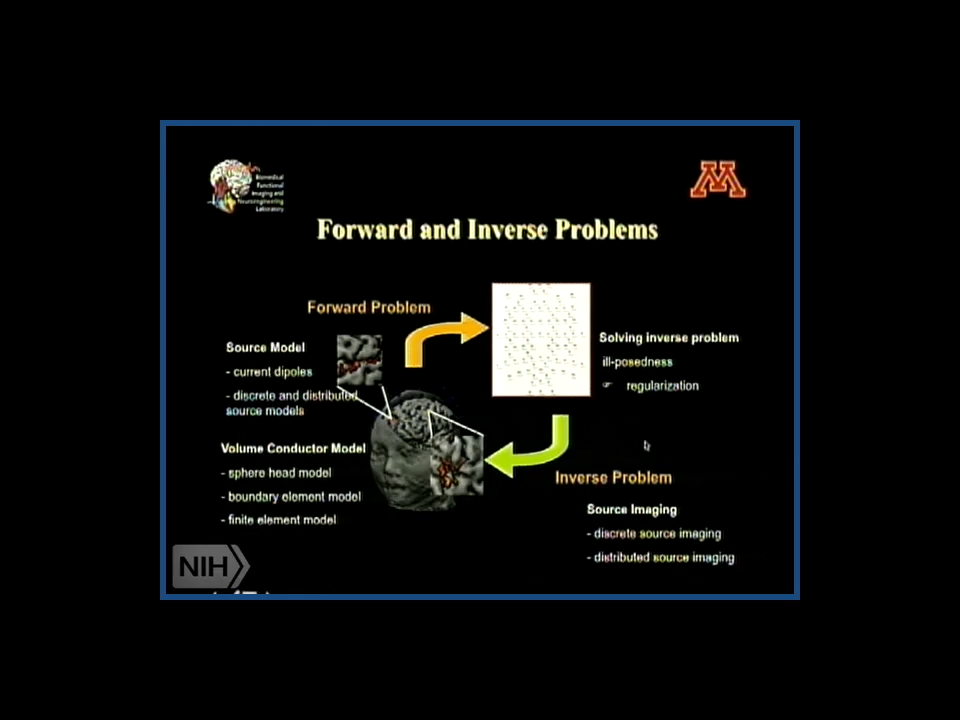 Biomedical
Functional
Imaging and
Neuroengineering
Laboratory
M
Forward and Inverse Problems
Forward Problem
Source Model
- current dipoles
- discrete and distributed
source models
Volume Conductor Model
- sphere head model
- boundary element model
- finite element model
Solving inverse problem
ill-posedness
☞ regularization
Inverse Problem
Source Imaging
- discrete source imaging
- distributed source imaging
NIH